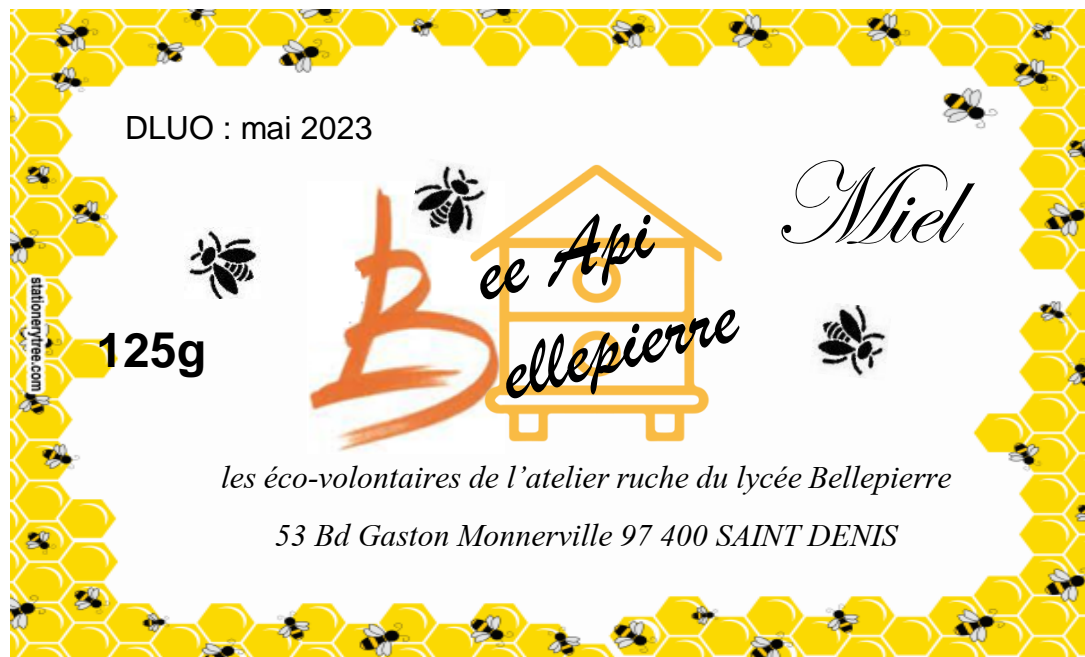 DLUO : mai 2023
Miel
B
ee Api
ellepierre
125g
stationerytree.com
les éco-volontaires de l’atelier ruche du lycée Bellepierre
53 Bd Gaston Monnerville 97 400 SAINT DENIS